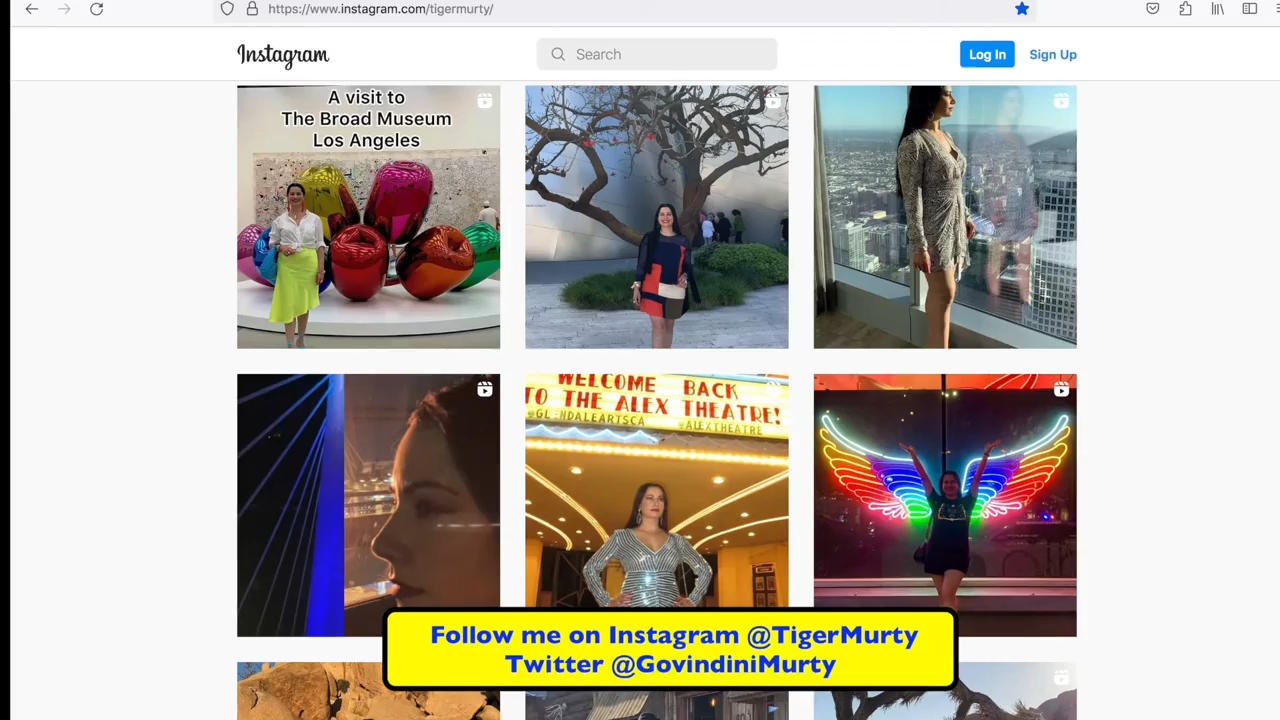 https://www.instagram.com/tigermurty/
Instagram
Search
Log In
Sign Up
A visit to
The Broad Museum
Los Angeles
WELCOME BACK
TO THE ALEX THEATRE!
@GLENDALEARTSCA @ALEXTHEATRE
Follow me on Instagram @TigerMurty
Twitter @GovindiniMurty